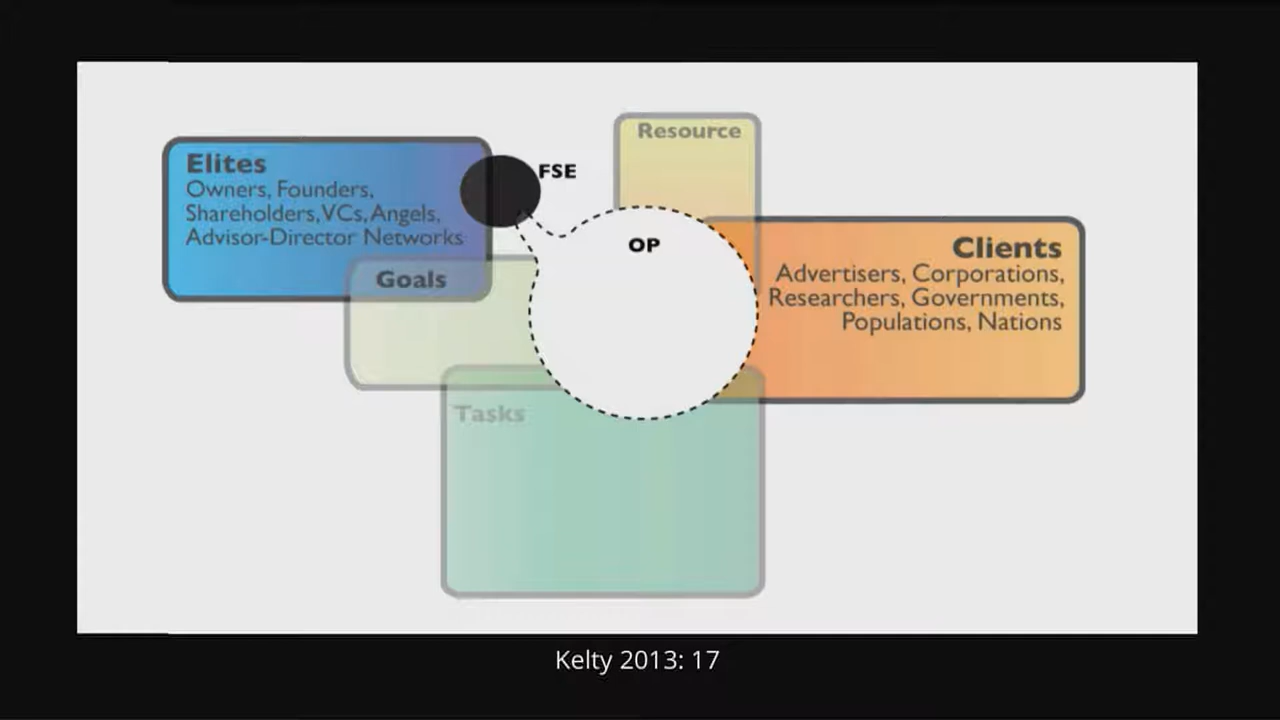 Resource
Elites
Owners, Founders,
Shareholders, VCs, Angels,
Advisor-Director Networks
FSE
OP
Clients
Advertisers, Corporations,
Researchers, Governments,
Populations, Nations
Goals
Tasks
Kelty 2013: 17